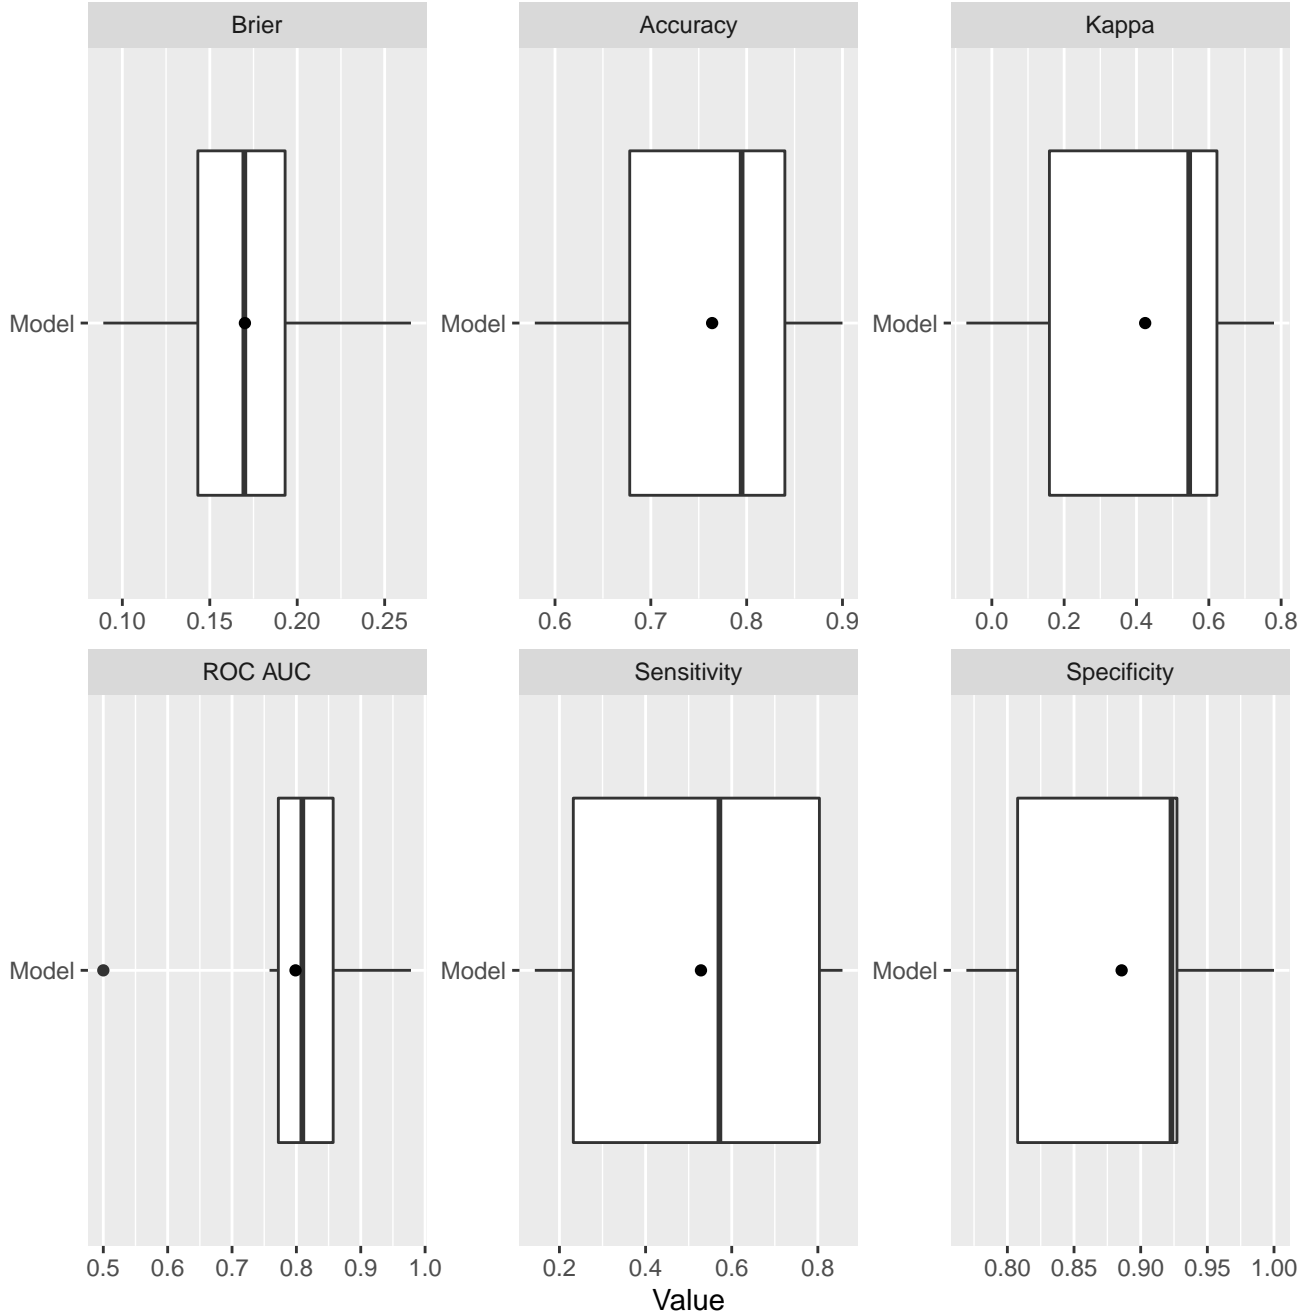 Brier Accuracy Kappa
Model Model Model
0.10 0.15 0.20 0.25 0.6 0.7 0.8 0.9 0.0 0.2 0.4 0.6 0.8
ROC AUC Sensitivity Specificity
Model Model Model
0.5 0.6 0.7 0.8 0.9 1.0 0.2 0.4 0.6 0.8 0.80 0.85 0.90 0.95 1.00
Value